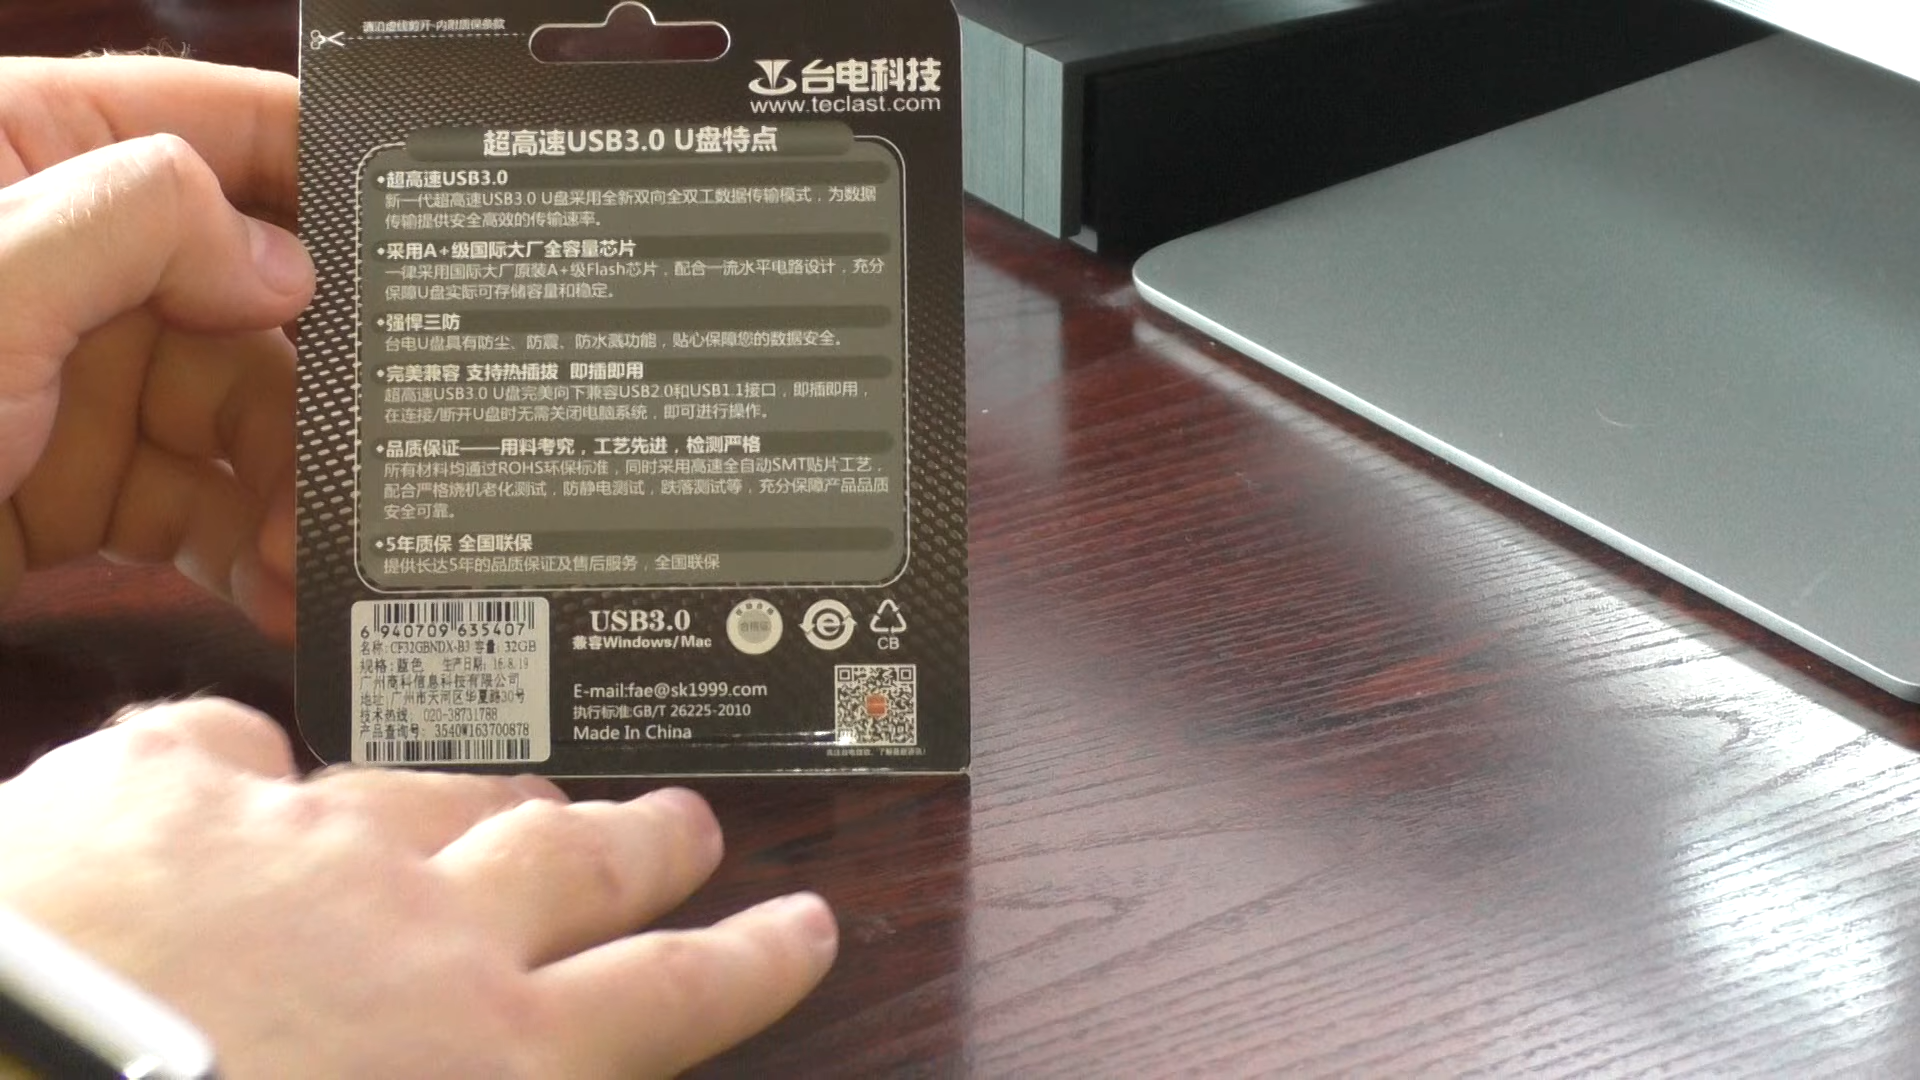 请沿虚线剪开 内附质保条款
台电科技
www.teclast.com
超高速USB3.0 U盘特点
•超高速USB3.0
新一代超高速USB3.0 U盘采用全新双向全双工数据传输模式，为数据
传输提供安全高效的传输速率。
•采用A+级国际大厂全容量芯片
一律采用国际大厂原装A+级Flash芯片，配合一流水平电路设计，充分
保障U盘实际可存储容量和稳定。
•强悍三防
台电U盘具有防尘、防震、防水溅功能，贴心保障您的数据安全。
•完美兼容 支持热插拔 即插即用
超高速USB3.0 U盘完美向下兼容USB2.0和USB1.1接口，即插即用，
在连接/断开U盘时无需关闭电脑系统，即可进行操作。
•品质保证——用料考究，工艺先进，检测严格
所有材料均通过ROHS环保标准，同时采用高速全自动SMT贴片工艺，
配合严格烧机老化测试，防静电测试，跌落测试等，充分保障产品品质
安全可靠。
•5年质保 全国联保
提供长达5年的品质保证及售后服务，全国联保
6 940709 635407
名称: CF32GBNDX-B3 容量: 32GB
规格: 蓝色 生产日期: 16.8.19
广州商科信息科技有限公司
地址: 广州市天河区华夏路30号
技术热线: 020-38731788
产品查询号: 3540W163700878
USB3.0
兼容Windows/Mac
合格证
e
CB
E-mail:fae@sk1999.com
执行标准:GB/T 26225-2010
Made In China